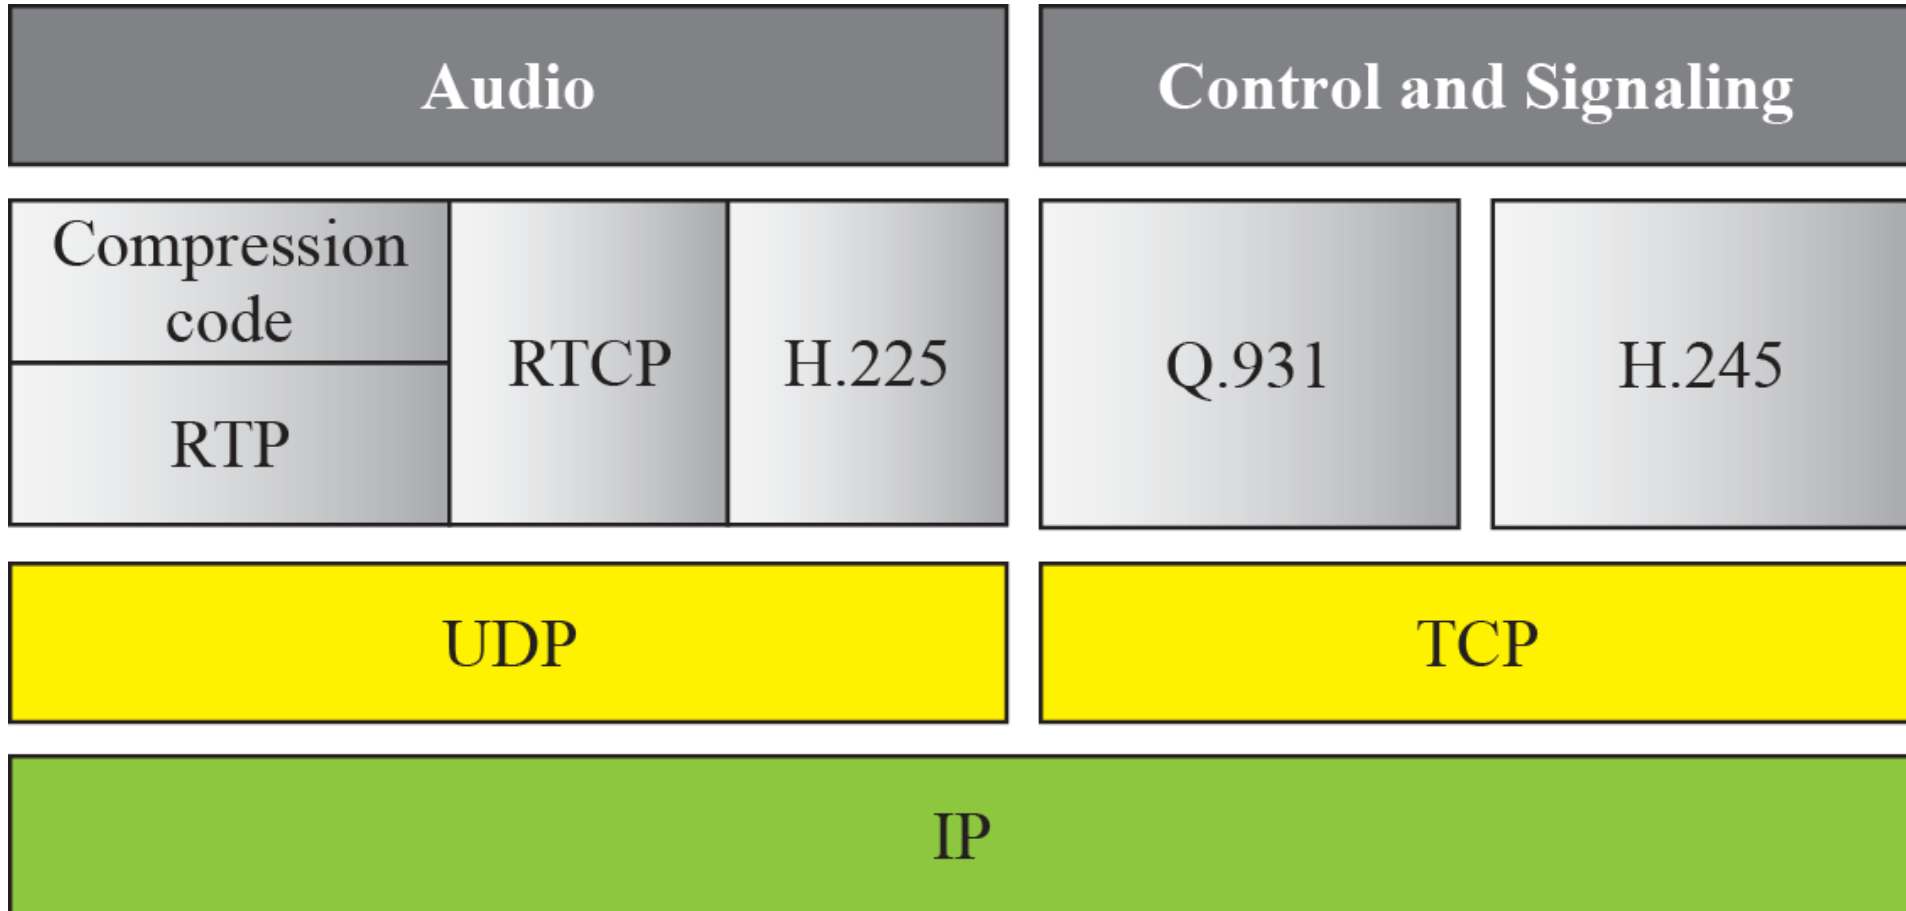 Audio
Control and Signaling
Compression
code
RTP
RTCP
H.225
Q.931
H.245
UDP
TCP
IP